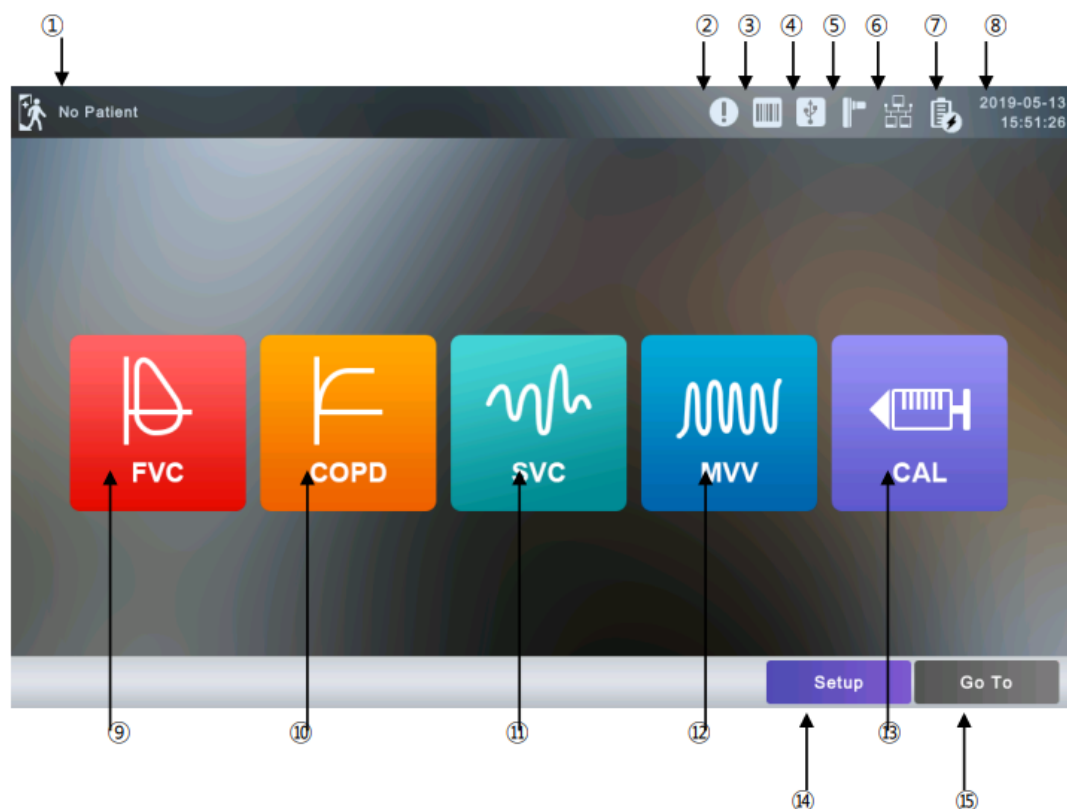 ① ② ③ ④ ⑤ ⑥ ⑦ ⑧
No Patient
2019-05-13
15:51:26
FVC COPD SVC MVV CAL
Setup Go To
⑨ ⑩ ⑪ ⑫ ⑬
⑭ ⑮